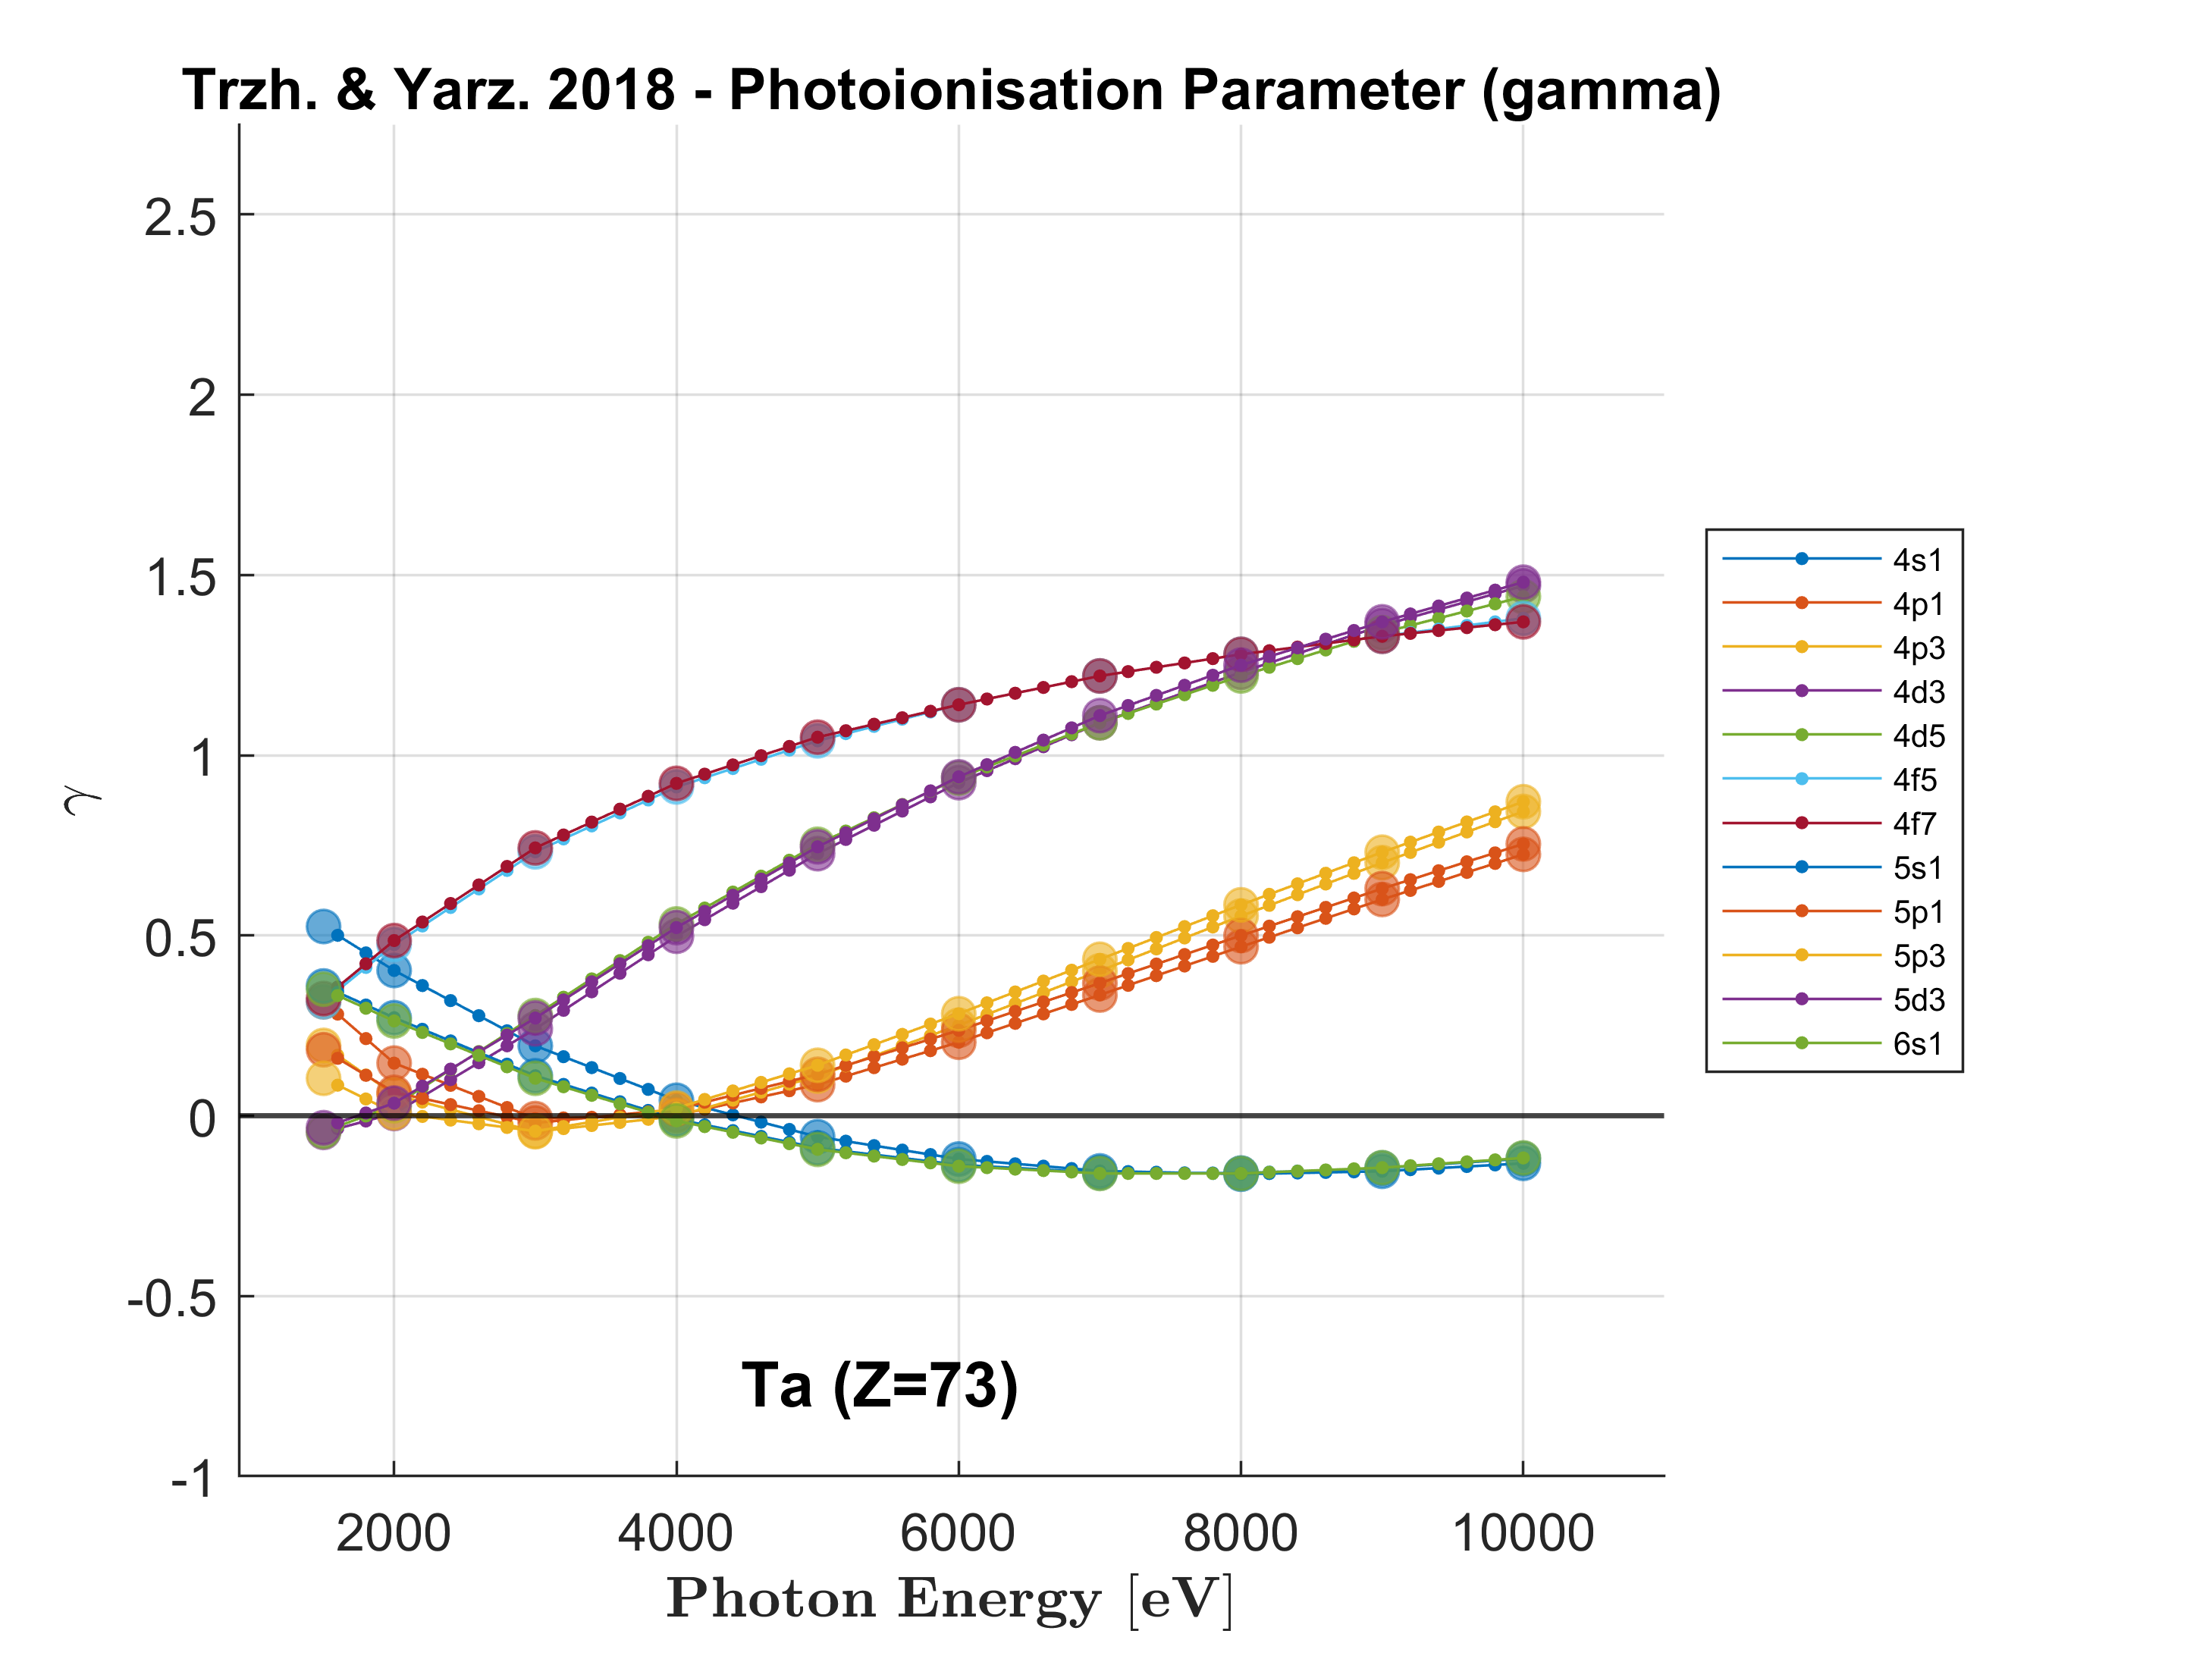 Trzh. & Yarz. 2018 - Photoionisation Parameter (gamma)
2.5
2
1.5
1
0.5
0
-0.5
-1
γ
2000 4000 6000 8000 10000
Photon Energy [eV]
Ta (Z=73)
4s1
4p1
4p3
4d3
4d5
4f5
4f7
5s1
5p1
5p3
5d3
6s1